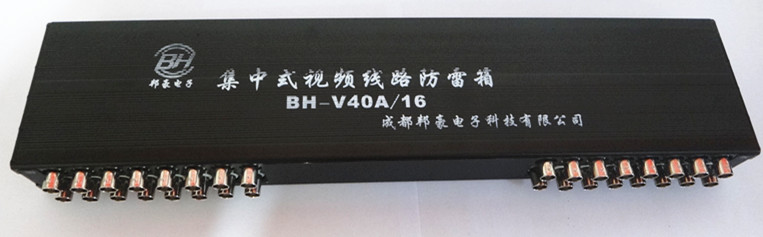 BH
邦豪电子
集中式视频线路防雷箱
BH-V40A/16
成都邦豪电子科技有限公司